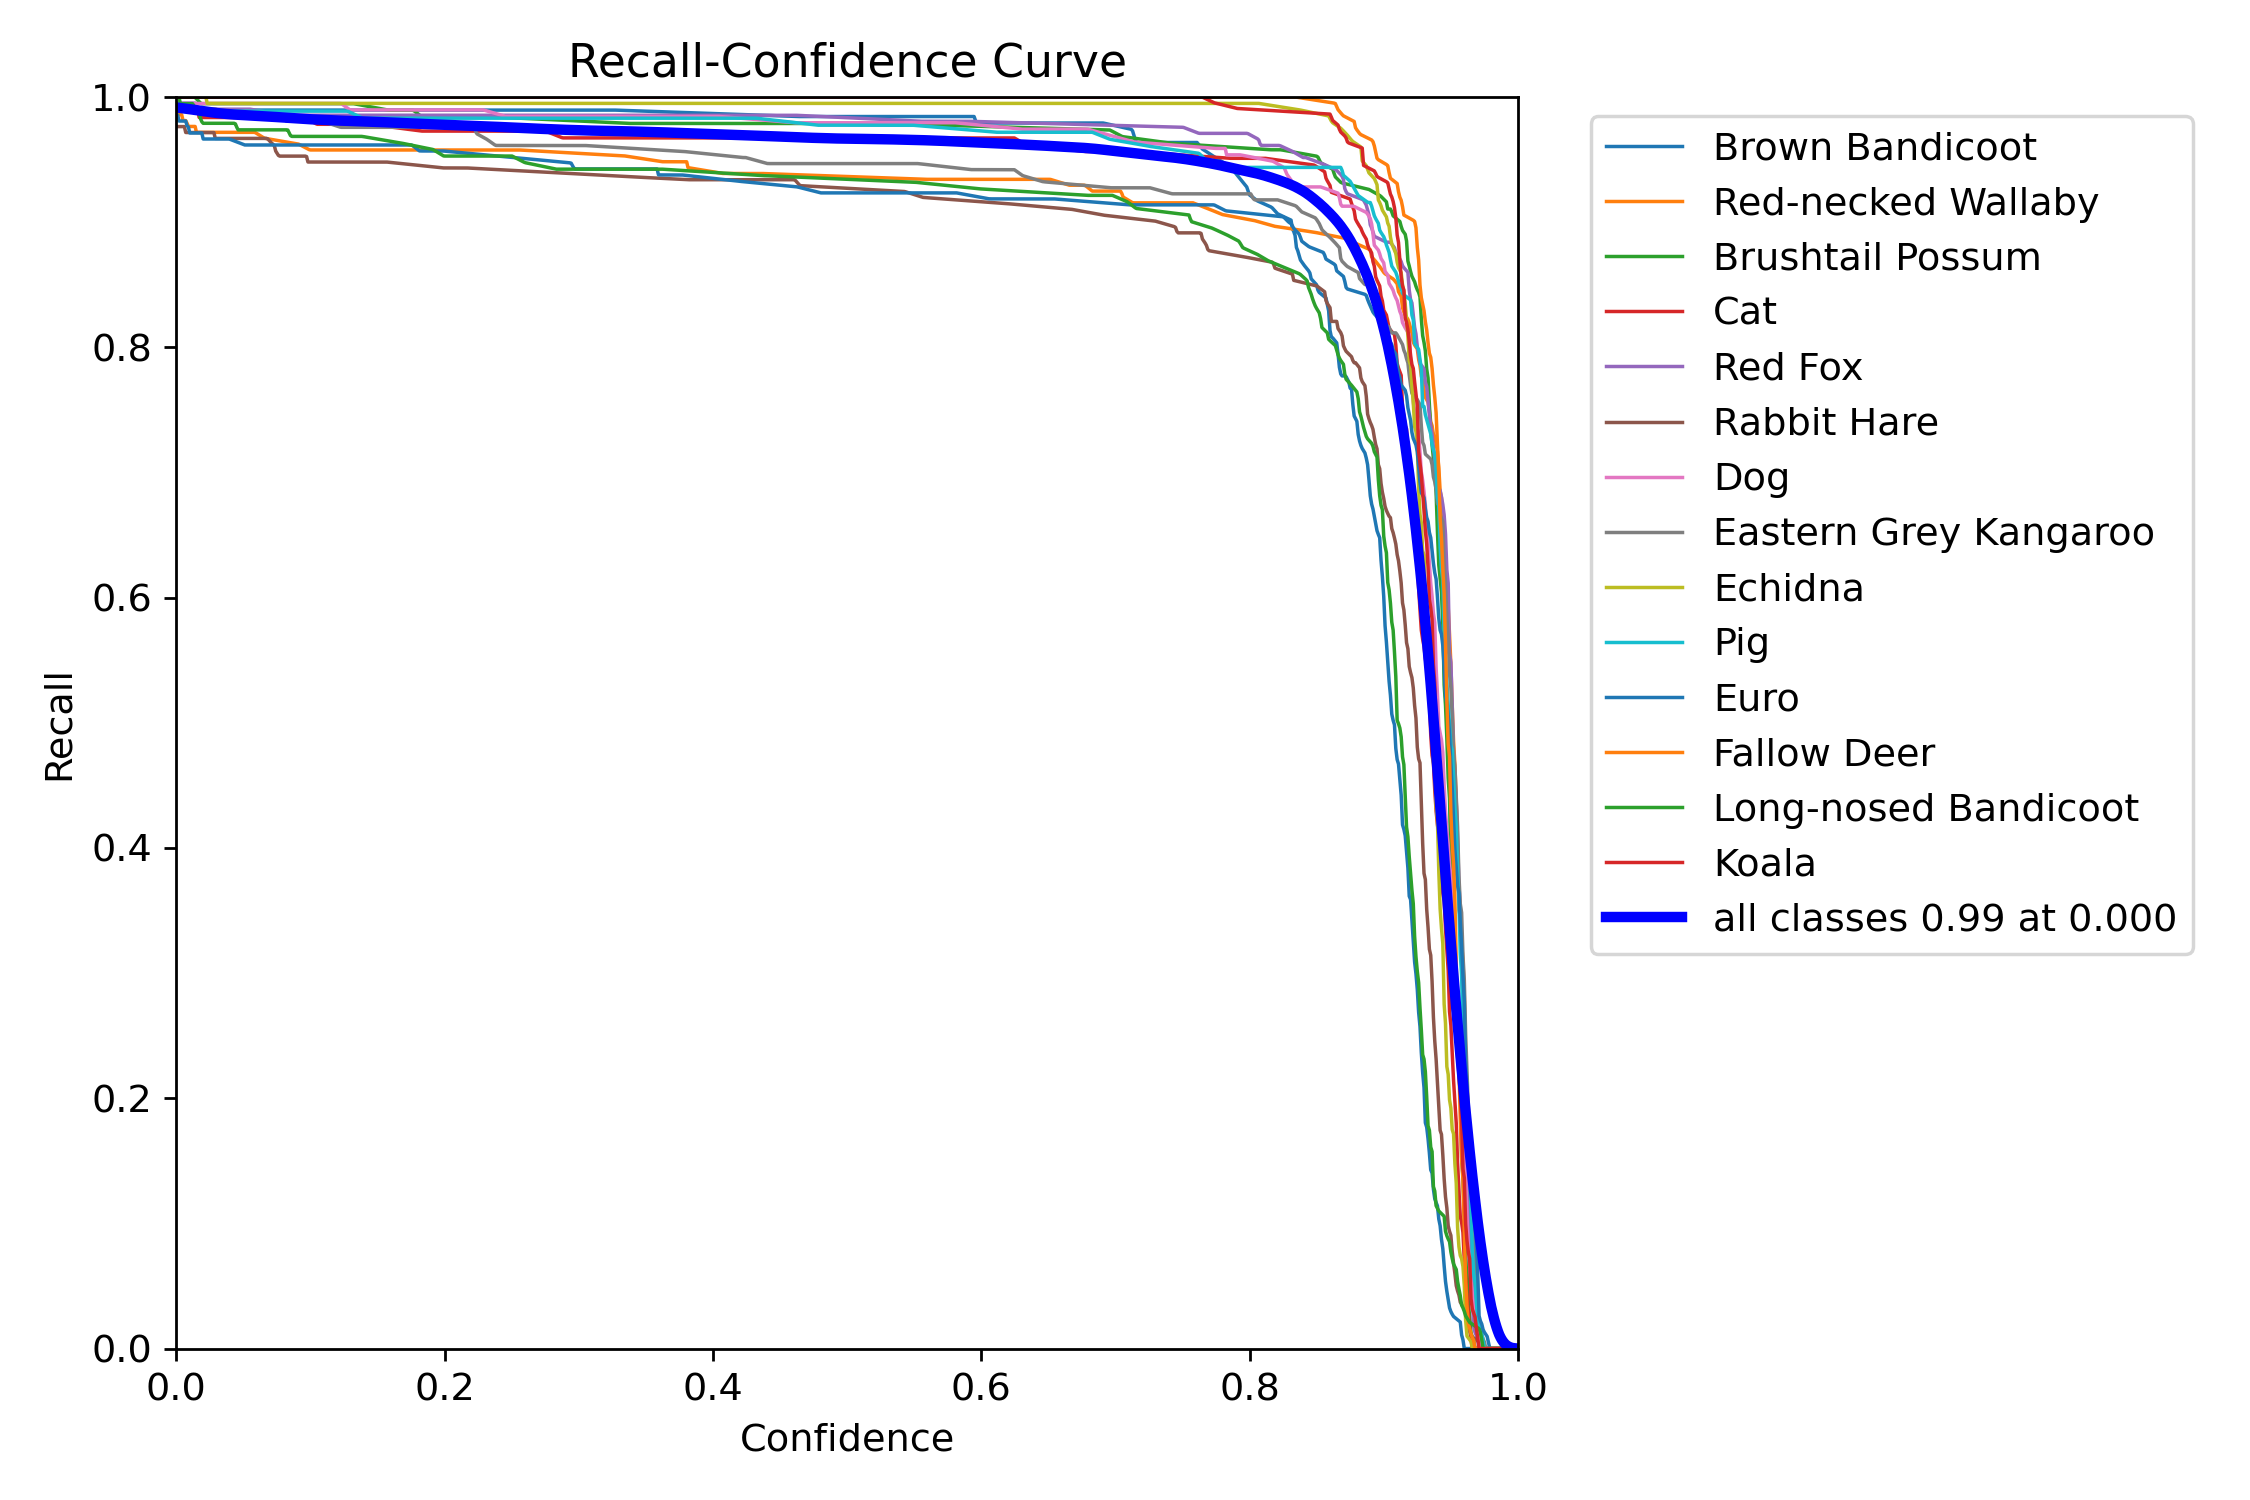 Recall-Confidence Curve
1.0
0.8
0.6
0.4
0.2
0.0
Recall
0.0 0.2 0.4 0.6 0.8 1.0
Confidence
Brown Bandicoot
Red-necked Wallaby
Brushtail Possum
Cat
Red Fox
Rabbit Hare
Dog
Eastern Grey Kangaroo
Echidna
Pig
Euro
Fallow Deer
Long-nosed Bandicoot
Koala
all classes 0.99 at 0.000